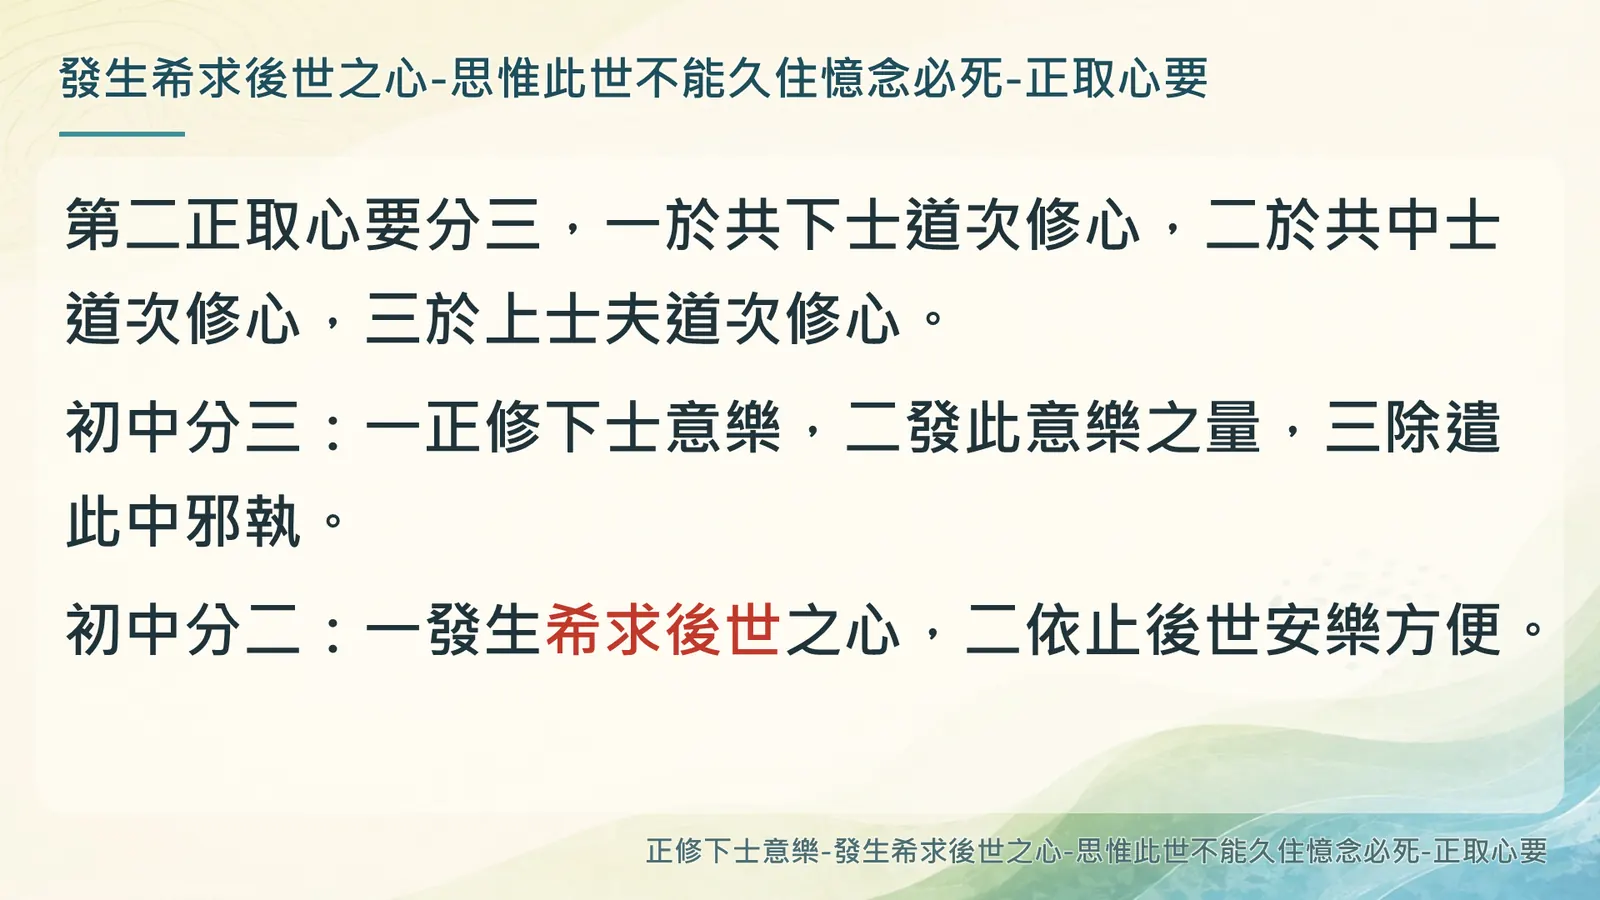 發生希求後世之心-思惟此世不能久住憶念必死-正取心要
第二正取心要分三，一於共下士道次修心，二於共中士
道次修心，三於上士夫道次修心。
初中分三：一正修下士意樂，二發此意樂之量，三除遣
此中邪執。
初中分二：一發生希求後世之心，二依止後世安樂方便。
正修下士意樂-發生希求後世之心-思惟此世不能久住憶念必死-正取心要